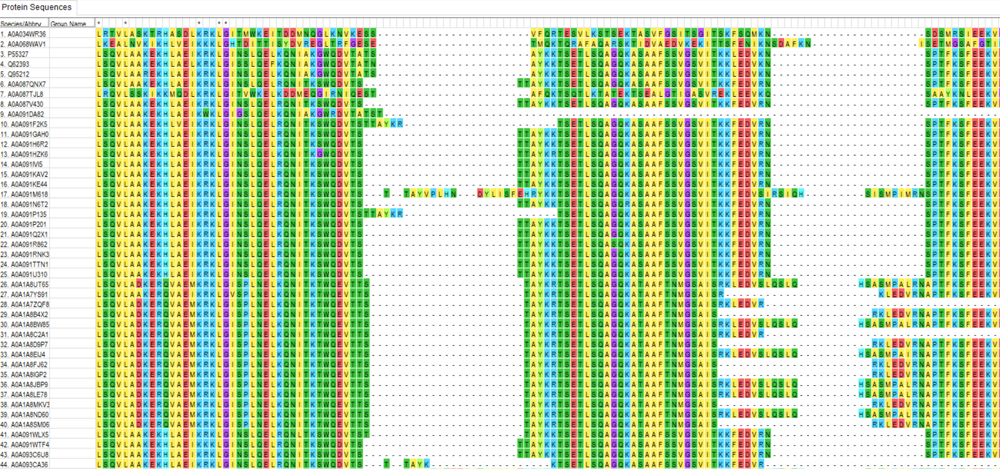 Protein Sequences
Species/Abbrv Group Name * * * * *
1. A0A034WR36 LRTVLASKTRHASDLKRKLGITMWKEITDDMNQGLKNVKESS---VFQRTESVLKSTSEKTASVFGSITSGITSKFSQMKN---SDSMRSIEEKV
2. A0A068WAV1 LKEALNVKIKHLVEIKKKLGHTDITTISYDVREGLTRFGESE---TMQKTQRAFAQARSKTIDVAEDVKEKITTSFENIKNSDAFKN---ISETMGSAFGTI
3. P55327 LSQVLAAKEKHLAEIKRKLGINSLQELKQNIAKGWQDVTATS---AYKKTSETLSQAGQKASAAFSSVGSVITKKLEDVKN---SPTFKSFEEKV
4. Q62393 LSQVLAAKEKHLAELKRKLGISSLQEFKQNIAKGWQDVTATN---AYKKTSETLSQAGQKASAAFSSVGSVITKKLEDVKN---SPTFKSFEEKV
5. Q95212 LSQVLAAREKHLAEIKRKLGINSLQELKQNIAKGWQDVTATS---AYKKTSETLSQAGQKASAAFSSVGSVITKKLEDVKN---SPTFKSFEEKV
6. A0A087QNX7 LSQVLAAKEKHLAEIKRKLGINSLQELRQNITKSWQDVTS---TTAYKKTSETLSQAGQKASAAFSSVGSVITKKFEDVRN---SPTFKSFEEKV
7. A0A087TJL8 LRQVLSSKIKKMQDLKRKLGITVWKELKDDMEQGIRNIQEST---AFQKTSQTLKTATEKTSEALGTIGASVREKLEEVKQ---SAAYKNLEEKV
8. A0A087V430 LSQVLAAKEKHLAEIKRKLGINSLQELRQNITKSWQDVTS---TTAYKKTSETLSQAGQKASAAFSSVGSVITKKFEDVRN---SPTFKSFEEKV
9. A0A091DA82 LSQVLAAKEKHLAEIKWKLGIGSLQELKQNIAKGWRDVTATST---
10. A0A091F2K5 LSQVLAAKEKHLVEIKRKLGINSLQELRQNITKSWQDVTSTTAYKR---TSETLSQAGQKASAAFSSVGSVITKKFEDVRN---SPTFKSFEEKV
11. A0A091GAH0 LSQVLAAKEKHLAEIKRKLGINSLQELRQNITKSWQDVTS---TTAYKKTSETLSQAGQKASAAFSSVGSVITKKFEDVRN---SPTFKSFEEKV
12. A0A091H6R2 LSQVLAAKEKHLAEIKRKLGINSLQELRQNITKSWQDVTS---TTAYKKTSETLSQAGQKASAAFSSVGSVITKKFEDVRN---SPTFKSFEEKV
13. A0A091HZK6 LSQVLAAKEKHLAEIKRKLGINSLQELRQNITKGWQDVTS---TTAYKRTSETLSQAGQKASAAFSSVGSVITKKFEDVRN---SPTFKSFEEKV
14. A0A091IVI5 LSQVLAAKEKHLAEIKRKLGINSLQELRQNITKSWQDVTS---TTAYKKTSETLSQAGQKASAAFSSVGSVITKKFEDVRN---SPTFKSFEEKV
15. A0A091KAV2 LSQVLAAKEKHLAEIKRKLGINSLQELRQNITKSWQDVTS---TTAYKKTSETLSQAGQKASAAFSSVGSVITKKFEDVRN---SPTFKSFEEKV
16. A0A091KE44 LSQVLAAKEKHLAEIKRKLGINSLQELRQNITKSWQDVTS---TTAYKKTSETLSQAGQKASAAFSSVGSVITKKFEDVRN---SPTFKSFEEKV
17. A0A091M618 LSQVLAAKEKHLAEIKRKLGINSLQELRQNITKSWQDVTS---T--TAYVPLHN---DYLISFEHRYKKTSETLSQAGQKASAAFSSVGSVITKKFEDVSIRSIQH---SISMPIMRNSPTFKSFEEKV
18. A0A091N6T2 LSQVLAAKEKHLAEIKRKLGINSLQELRQNITKSWQDVTS---TTAYKKTSETLSQAGQRASAAFSSVGSVITKKFEDVRN---SPTFKSFEEKV
19. A0A091P135 LSQVLAAKEKHLAEIKRKLGINSLQELRQNITKSWQDVTSTTAYKR---TSETLSQAGQKASAAFSSVGSVITKKFEDVRN---SPTFKSFEEKV
20. A0A091P201 LSQVLAAKEKHLAEIKRKLGINSLQELRQNITKSWQDVTS---TTAYKKTSETLSQAGQKASAAFSSVGSVITKKFEDVRN---SPTFKSFEEKV
21. A0A091Q2X1 LSQVLAAKEKHLAEIKRKLGINSLQELRQNITKSWQDVTS---TTAYKKTSETLSQAGQKASAAFSSVGSVITKKFEDVRN---SPTFKSFEEKV
22. A0A091R862 LSQVLAAKEKHLAEIKRKLGINSLQELRQNITKSWQDVTS---TTAYKKTSETLSQASQKASAAFSSVGSVITKKFEDVRN---SPTFKSFEEKV
23. A0A091RNK3 LSQVLAAKEKHLAEIKRKLGINSLQELRQNITKSWQDVTS---TTAYKKTSETLSQAGQKASAAFSSVGSVITKKFEDVRN---SPTFKSFEEKV
24. A0A091TTN1 LSQVLAAKEKHLAEIKRKLGINSLQELRQNITKSWQDVTS---TTAYKKTSETLSQAGQKASAAFSSVGSVITKKFEDVRN---SPTFKSFEEKV
25. A0A091U310 LSQVLAAKEKHLAEIKRKLGINSLQELRQNITKSWQDVTS---TTAYKKTSETLSQAGQKASAAFSSVGSVITKKFEDVRN---SPTFKSFEEKV
26. A0A1A8UT65 LSQVLADKERQVAEMKRKLGISPLNELKQNITKTWQEVTTS---TAYKRTSETLSQAGQKATAAFTNMGSAISRKLEDVSLQSLQ---HSASMPALRNAPTFKSFEEKV
27. A0A1A7YS91 LSQVLAAKERQVAEIKRKLGVSPLNELKQNITKTWQEVTTS---TAYKRTSETLSQAGQKATAAFTNMGSAISR---KLEDVRNAPTFKSFEEKV
28. A0A1A7ZQF8 LSQVLADKERQVAEMKRKLGISPLNELKQNITKTWQEVTTS---TAYKRTSETLSQAGQKATAAFTNMGSAISRKLEDVR---
29. A0A1A8B4X2 LSQVLADKERQVAEMKRKLGISPLNELKQNITKTWQEVTTS---TAYKRTSETLSQAGQKATAAFTNMGSAIS---RKLEDVRNAPTFKSFEEKV
30. A0A1A8BW85 LSQVLADKERQVAEMKRKLGISPLNELKQNITKTWQEVTTS---TAYKRTSETLSQAGQKATAAFTNMGSAISRKLEDVSLQSLQ---HSASMPALRNAPTFKSFEEKV
31. A0A1A8C2A1 LSQVLADKERQVAEMKRKLGISPLNELKQNITKTWQEVTTS---TAYKRTSETLSQAGQKATAAFTNMGSAISRKLEDVR---
32. A0A1A8D9P7 LSQVLADKERQVAEMKRKLGISPLNELKQNITKTWQEVTTS---TAYKRTSETLSQAGQKATAAFTNMGSAIS---RKLEDVRNAPTFKSFEEKV
33. A0A1A8EIJ4 LSQVLADKERQVAEMKRKLGISPLNELKQNITKTWQEVTTS---TAYKRTSETLSQAGQKATAAFTNMGSAISRKLEDVSLQSLQ---HSASMPAIRNAPTFKSFEEKV
34. A0A1A8FJ62 LSQVLADKERQVAEMKRKLGISPLNELKQNITKTWQEVTTS---TAYKRTSETLSQAGQKATAAFTNMGSAIS---RKLEDVRNAPTFKSFEEKV
35. A0A1A8IGP2 LSQVLADKERQVAEMKRKLGISPLNELKQNITKTWQEVTTS---TAYKRTSETLSQAGQKATAAFTNMGSAIS---RKLEDVRNAPTFKSFEEKV
36. A0A1A8JBP9 LSQVLADKERQVAEMKRKLGISPLNELKQNITKTWQEVTTS---TAYKRTSETLSQAGQKATAAFTNMGSAISRKLEDVSLQSLQ---HSASMPALRNAPTFKSFEEKV
37. A0A1A8LE78 LSQVLADKERQVAEMKRKLGISPLNELKQNITKTWQEVTTS---TAYKRTSETLSQAGQKATAAFTNMGSAISRKLEDVSLQSLQ---HSASMPALRNAPTFKSFEEKV
38. A0A1A8MKV3 LSQVLADKERQVAEMKRKLGISPLNELKQNITKTWQEVTTS---TAYKRTSETLSQAGQKATAAFTNMGSAIS---RKLEDVRNAPTFKSFEEKV
39. A0A1A8ND60 LSQVLADKERQVAEMKRKLGISPLNELKQNITKTWQEVTTS---TAYKRTSETLSQAGQKATAAFTNMGSAISRKLEDVSLQSLQ---HSASMPALRNAPTFKSFEEKV
40. A0A1A8SM06 LSQVLADKERQVAEMKRKLGISPLNELKQNITKTWQEVTTS---TAYKRTSETLSQAGQKATAAFTNMGSAIS---RKLEDVRNAPTFKSFEEKV
41. A0A091WLX5 LSQVLAAKEKHLAEIKRKLGINSLQELRQNLTKSWQDVTST---TAYKKTSETLSQAGQKASAAFSSVGSVITKKFEDVRN---SPTFKSFEEKV
42. A0A091WTF4 LSQVLAAKEKHLAEIKKKLGINSLQELRQNITKSWQDVTS---TTAYKKTSETLSQAGQKASAAFSSVGSVITKKFEDVRN---SPTFKSFEEKV
43. A0A093C6U8 LSQVLAAKEKHLAEIKRKLGINSLQELRQNITKSWQDVTS---TTAYKKTSETLSQAGQKASAAFSSVGSVITKKFEDVRN---SPTFKSFEEKV
44. A0A093CA36 LSQVLAAKEKHLAEIKRKLGINSLQELRQNITKSWQDVTS---T--TAYK---KTSETLSQAGQKASAAFSSVGSVITKKFEDVR---